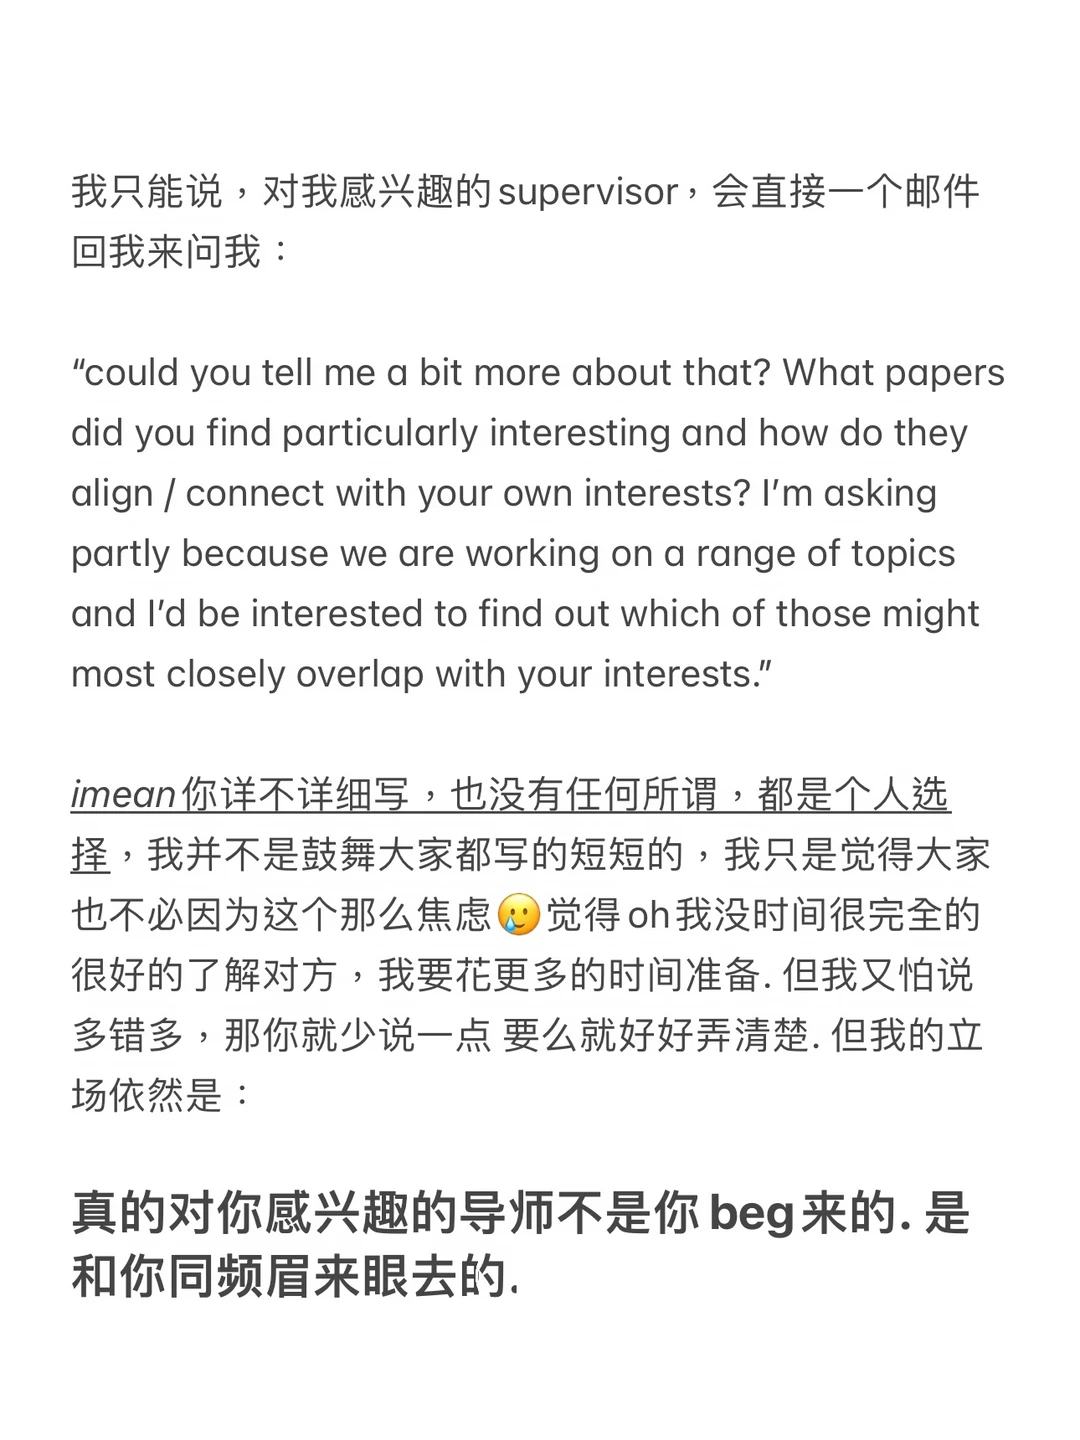 我只能说，对我感兴趣的supervisor，会直接一个邮件
回我来问我：
“could you tell me a bit more about that? What papers
did you find particularly interesting and how do they
align / connect with your own interests? I’m asking
partly because we are working on a range of topics
and I’d be interested to find out which of those might
most closely overlap with your interests.”
imean你详不详细写，也没有任何所谓，都是个人选
择，我并不是鼓舞大家都写的短短的，我只是觉得大家
也不必因为这个那么焦虑🥲觉得oh我没时间很完全的
很好的了解对方，我要花更多的时间准备. 但我又怕说
多错多，那你就少说一点 要么就好好弄清楚. 但我的立
场依然是：
真的对你感兴趣的导师不是你beg来的. 是
和你同频眉来眼去的.